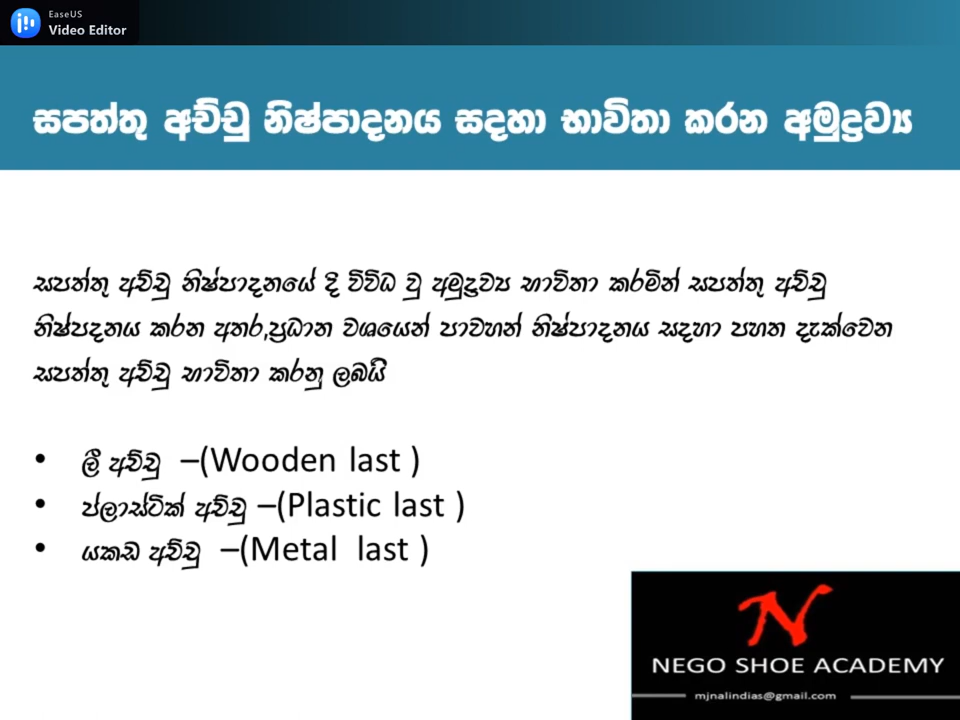 EaseUS
Video Editor
සපත්තු අච්චු නිෂ්පාදනය සදහා භාවිතා කරන අමුද්‍රව්‍ය
සපත්තු අච්චු නිෂ්පාදනයේ දි විවිධ වු අමුද්‍රව්‍ය භාවිතා කරමින් සපත්තු අච්චු
නිෂ්පදනය කරන අතර,ප්‍රධාන වශයෙන් පාවහන් නිෂ්පාදනය සදහා පහත දැක්වෙන
සපත්තු අච්චු භාවිතා කරනු ලබයි
• ලී අච්චු –(Wooden last )
• ප්ලාස්ටික් අච්චු –(Plastic last )
• යකඩ අච්චු –(Metal last )
N
NEGO SHOE ACADEMY
mjnalindias@gmail.com